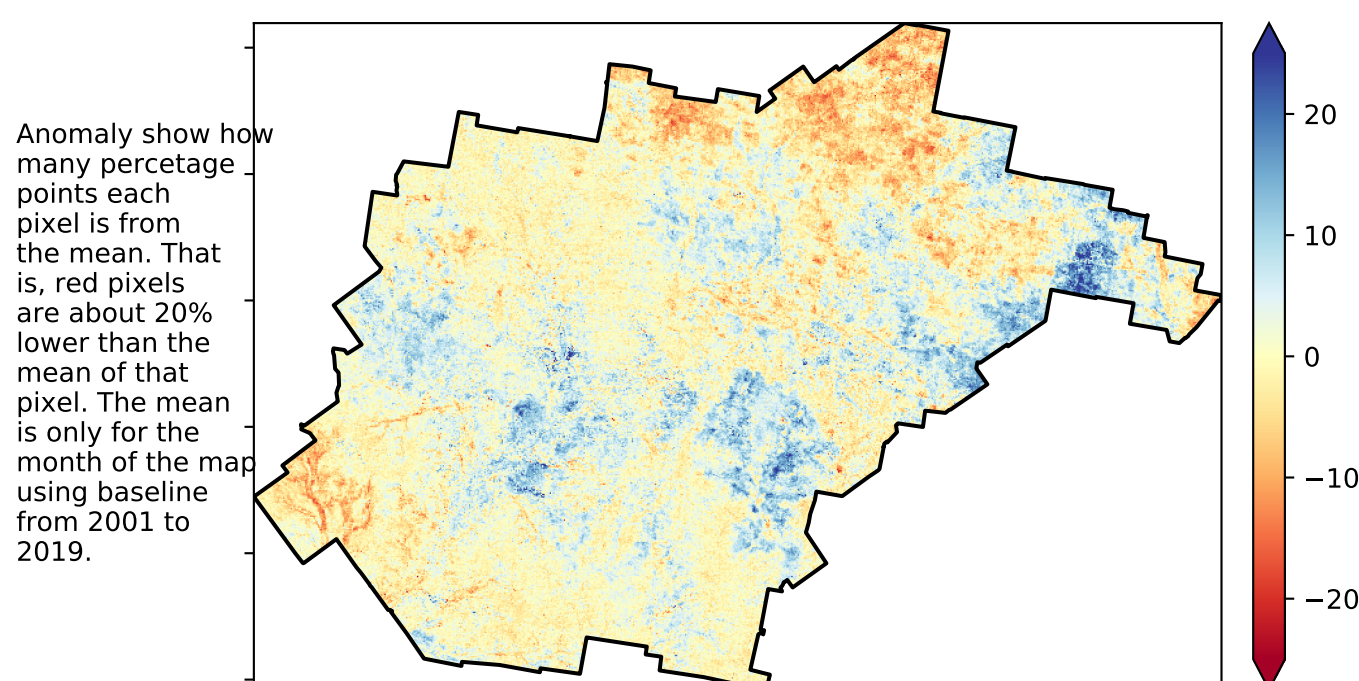 Anomaly show how
many percetage
points each
pixel is from
the mean. That
is, red pixels
are about 20%
lower than the
mean of that
pixel. The mean
is only for the
month of the map
using baseline
from 2001 to
2019.
20
10
0
−10
−20